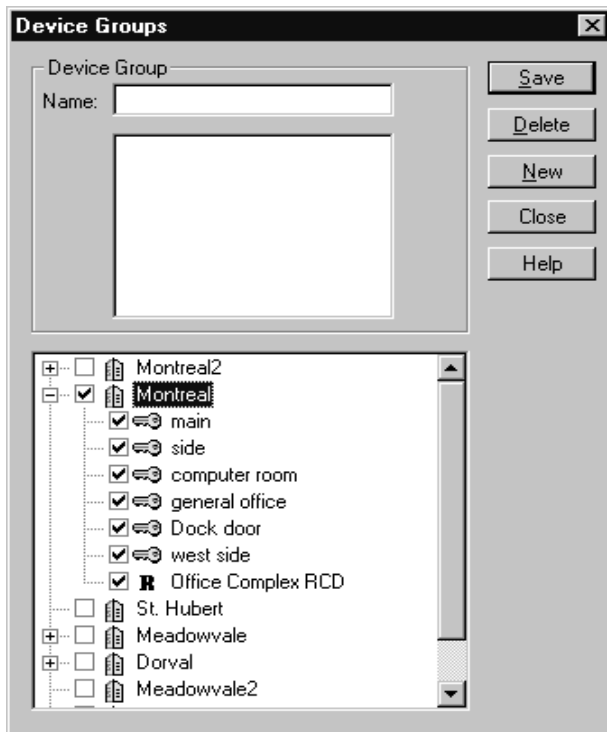 Device Groups
Device Group
Name:
Save
Delete
New
Close
Help
Montreal2
Montreal
main
side
computer room
general office
Dock door
west side
R Office Complex RCD
St. Hubert
Meadowvale
Dorval
Meadowvale2